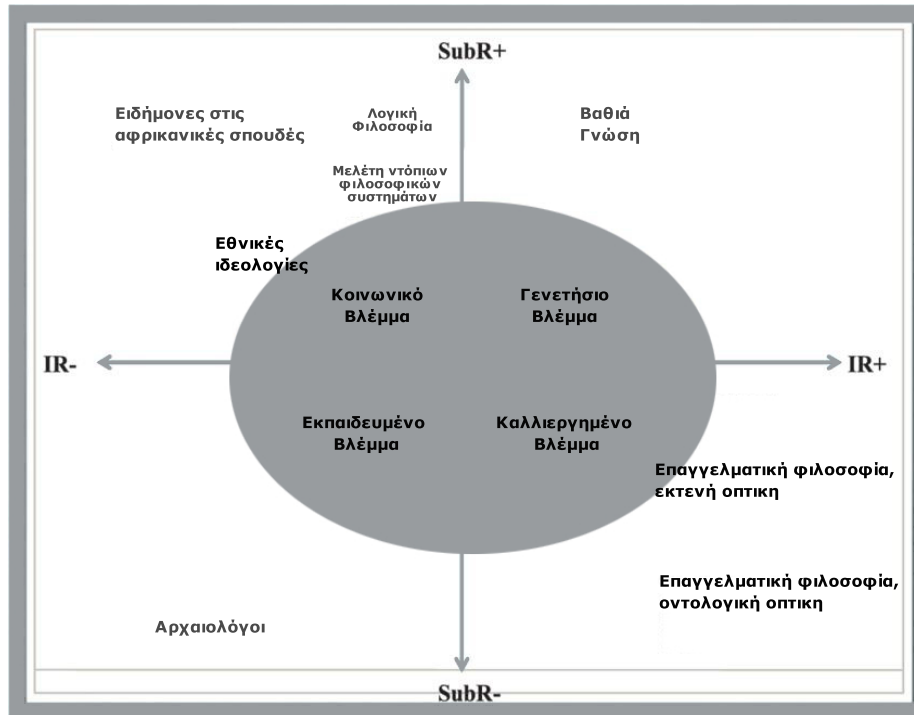 SubR+
Ειδήμονες στις
αφρικανικές σπουδές
Λογική
Φιλοσοφία
Βαθιά
Γνώση
Μελέτη ντόπιων
φιλοσοφικών
συστημάτων
Εθνικές
ιδεολογίες
Κοινωνικό
Βλέμμα
Γενετήσιο
Βλέμμα
IR-
IR+
Εκπαιδευμένο
Βλέμμα
Καλλιεργημένο
Βλέμμα
Επαγγελματική φιλοσοφία,
εκτενή οπτικη
Επαγγελματική φιλοσοφία,
οντολογική οπτικη
Αρχαιολόγοι
SubR-